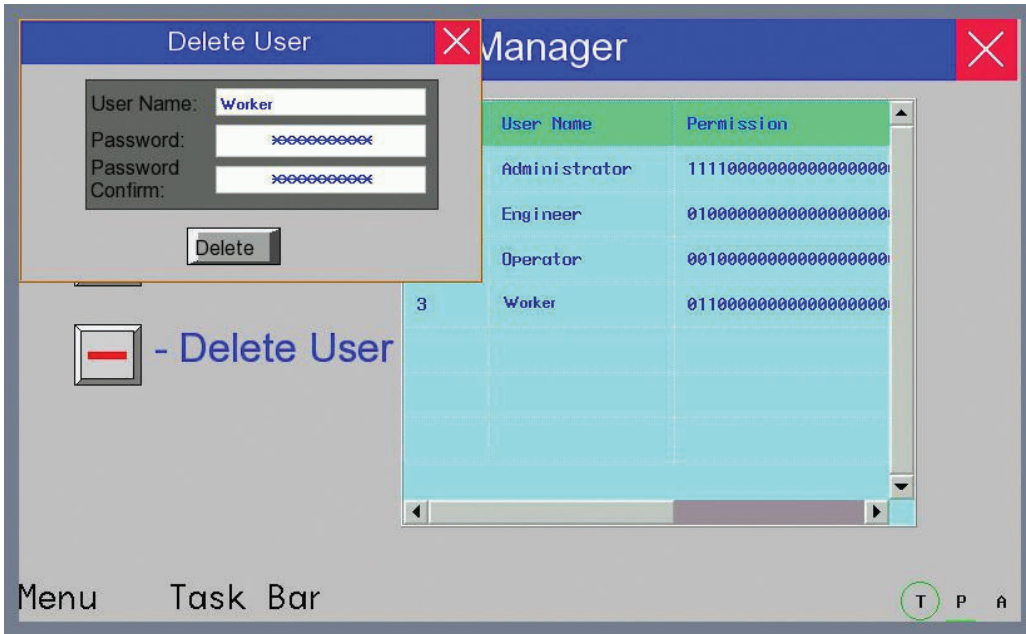 Delete User
Manager
User Name: Worker
Password: **********
Password
Confirm: **********
Delete
User Name Permission
Administrator 11110000000000000000
Engineer 01000000000000000000
Operator 00100000000000000000
3 Worker 01100000000000000000
- Delete User
Menu Task Bar
T P A